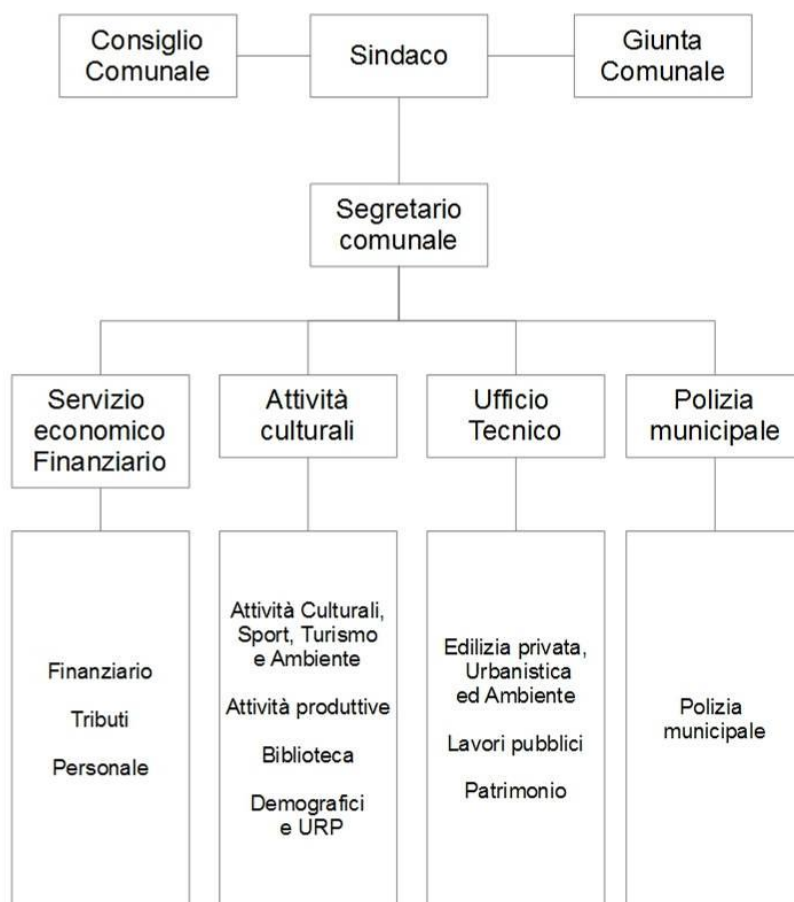 Consiglio
Comunale
Sindaco
Giunta
Comunale
Segretario
comunale
Servizio
economico
Finanziario
Attività
culturali
Ufficio
Tecnico
Polizia
municipale
Finanziario
Tributi
Personale
Attività Culturali,
Sport, Turismo
e Ambiente
Attività produttive
Biblioteca
Demografici
e URP
Edilizia privata,
Urbanistica
ed Ambiente
Lavori pubblici
Patrimonio
Polizia
municipale